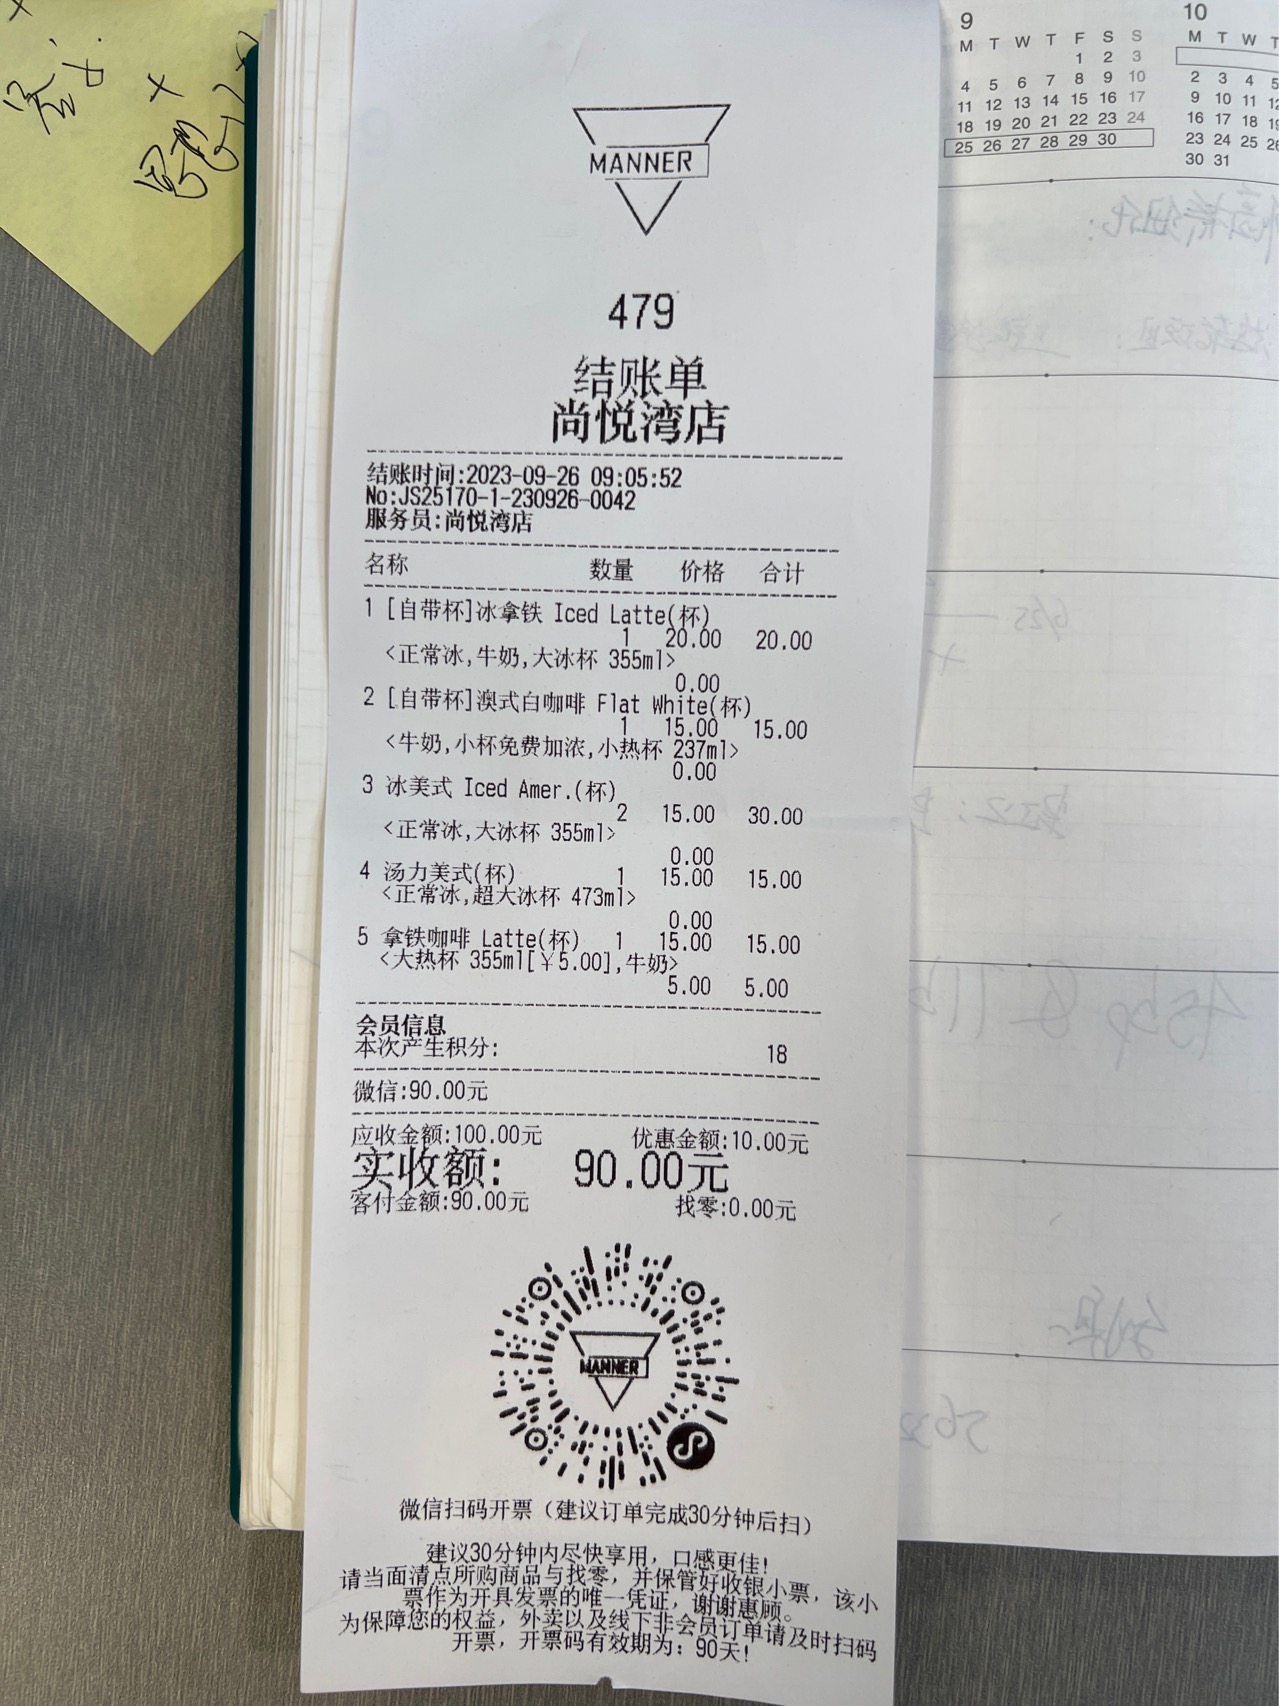 MANNER
479
结账单
尚悦湾店
结账时间:2023-09-26 09:05:52
No:JS25170-1-230926-0042
服务员:尚悦湾店
名称 数量 价格 合计
1 [自带杯]冰拿铁 Iced Latte(杯)
1 20.00 20.00
<正常冰,牛奶,大冰杯 355ml>
0.00
2 [自带杯]澳式白咖啡 Flat White(杯)
1 15.00 15.00
<牛奶,小杯免费加浓,小热杯 237ml>
0.00
3 冰美式 Iced Amer.(杯)
2 15.00 30.00
<正常冰,大冰杯 355ml>
0.00
4 汤力美式(杯) 1 15.00 15.00
<正常冰,超大冰杯 473ml>
0.00
5 拿铁咖啡 Latte(杯) 1 15.00 15.00
<大热杯 355ml[¥5.00],牛奶>
5.00 5.00
会员信息
本次产生积分: 18
微信:90.00元
应收金额:100.00元 优惠金额:10.00元
实收额: 90.00元
客付金额:90.00元 找零:0.00元
MANNER
微信扫码开票（建议订单完成30分钟后扫）
建议30分钟内尽快享用，口感更佳!
请当面清点所购商品与找零，并保管好收银小票，该小
票作为开具发票的唯一凭证，谢谢惠顾。
为保障您的权益，外卖以及线下非会员订单请及时扫码
开票，开票码有效期为：90天!
9
M T W T F S S
1 2 3
4 5 6 7 8 9 10
11 12 13 14 15 16 17
18 19 20 21 22 23 24
25 26 27 28 29 30
10
M T W T
2 3 4 5
9 10 11
16 17 18
23 24 25
30 31